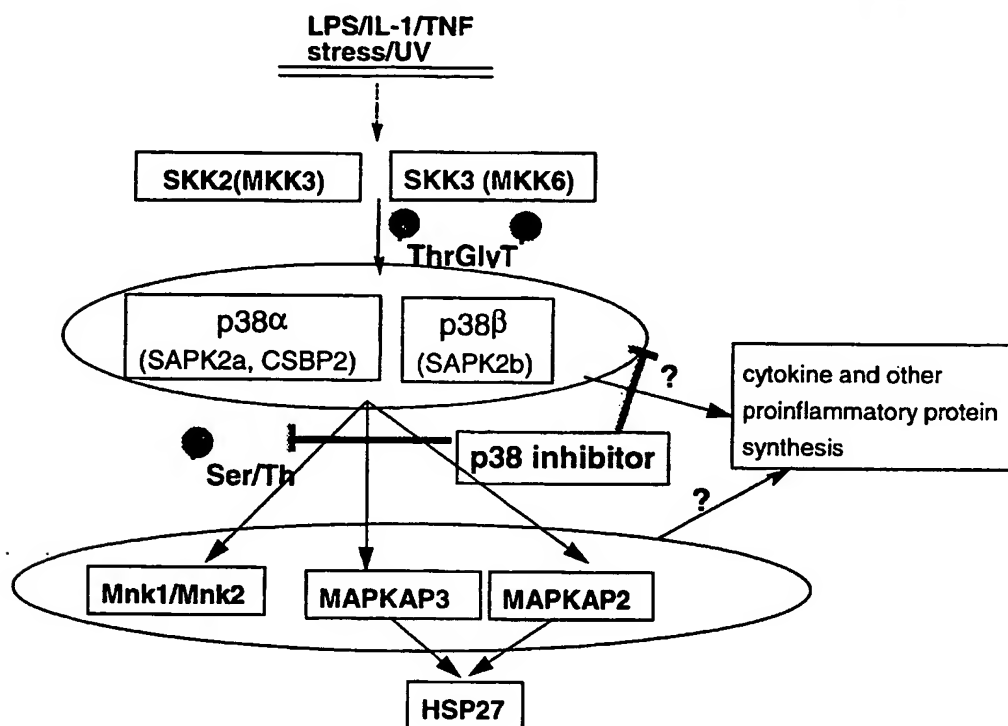 LPS/IL-1/TNF
stress/UV
SKK2(MKK3)
SKK3 (MKK6)
ThrGlyT
p38α
(SAPK2a, CSBP2)
p38β
(SAPK2b)
?
cytokine and other
proinflammatory protein
synthesis
p38 inhibitor
Ser/Th
?
Mnk1/Mnk2
MAPKAP3
MAPKAP2
HSP27